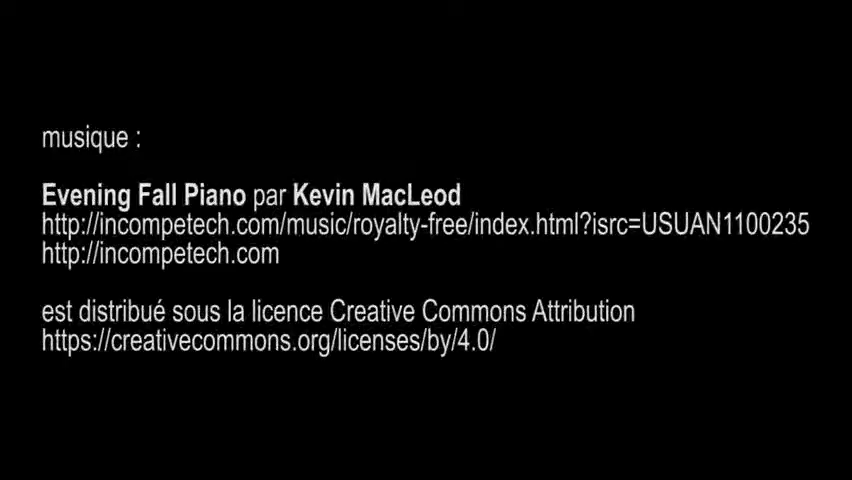 musique :
Evening Fall Piano par Kevin MacLeod
http://incompetech.com/music/royalty-free/index.html?isrc=USUAN1100235
http://incompetech.com
est distribué sous la licence Creative Commons Attribution
https://creativecommons.org/licenses/by/4.0/